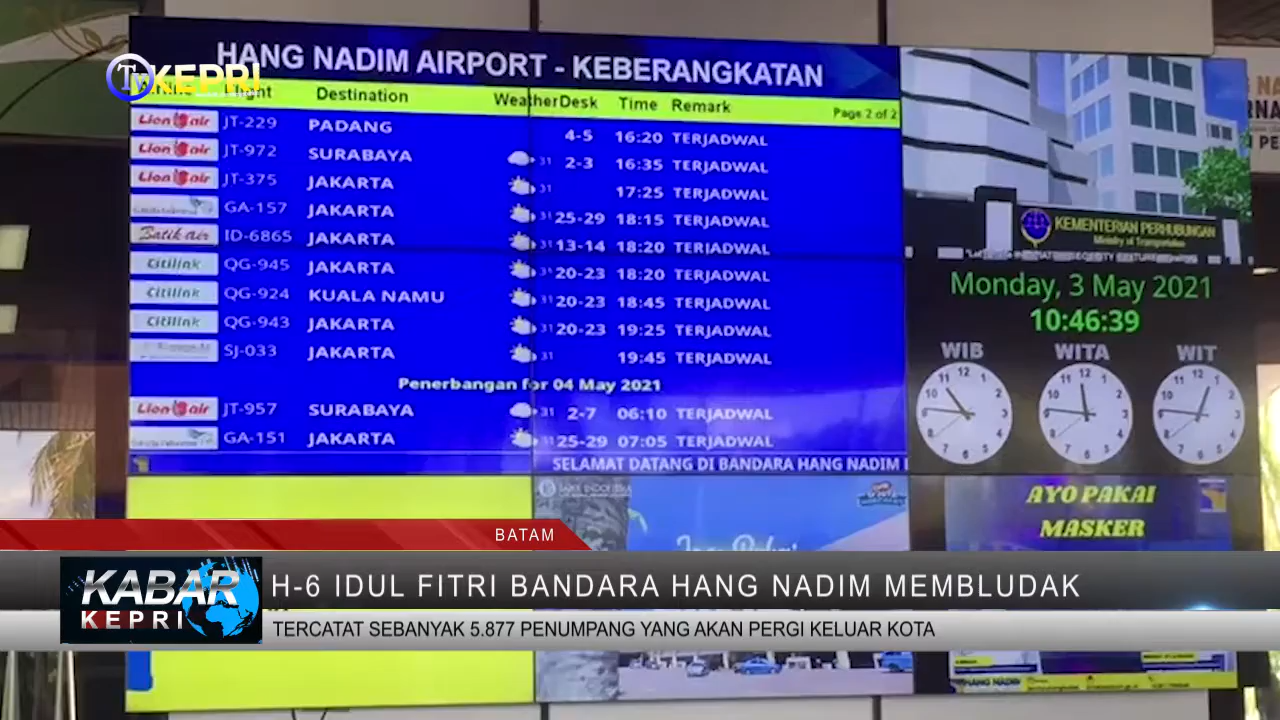 HANG NADIM AIRPORT - KEBERANGKATAN
Tv KEPRI
Destination Weather Desk Time Remark Page 2 of 2
Lion air JT-229 PADANG 4-5 16:20 TERJADWAL
Lion air JT-972 SURABAYA 31 2-3 16:35 TERJADWAL
Lion air JT-375 JAKARTA 31 17:25 TERJADWAL
GA-157 JAKARTA 31 25-29 18:15 TERJADWAL
Batik air ID-6865 JAKARTA 31 13-14 18:20 TERJADWAL
Citilink QG-945 JAKARTA 31 20-23 18:20 TERJADWAL
Citilink QG-924 KUALA NAMU 31 20-23 18:45 TERJADWAL
Citilink QG-943 JAKARTA 31 20-23 19:25 TERJADWAL
SJ-033 JAKARTA 31 19:45 TERJADWAL
Penerbangan for 04 May 2021
Lion air JT-957 SURABAYA 31 2-7 06:10 TERJADWAL
GA-151 JAKARTA 31 25-29 07:05 TERJADWAL
SELAMAT DATANG DI BANDARA HANG NADIM
KEMENTERIAN PERHUBUNGAN
Ministry of Transportation
Monday, 3 May 2021
10:46:39
WIB WITA WIT
AYO PAKAI
MASKER
BATAM
KABAR
KEPRI
H-6 IDUL FITRI BANDARA HANG NADIM MEMBLUDAK
TERCATAT SEBANYAK 5.877 PENUMPANG YANG AKAN PERGI KELUAR KOTA
HANG NADIM